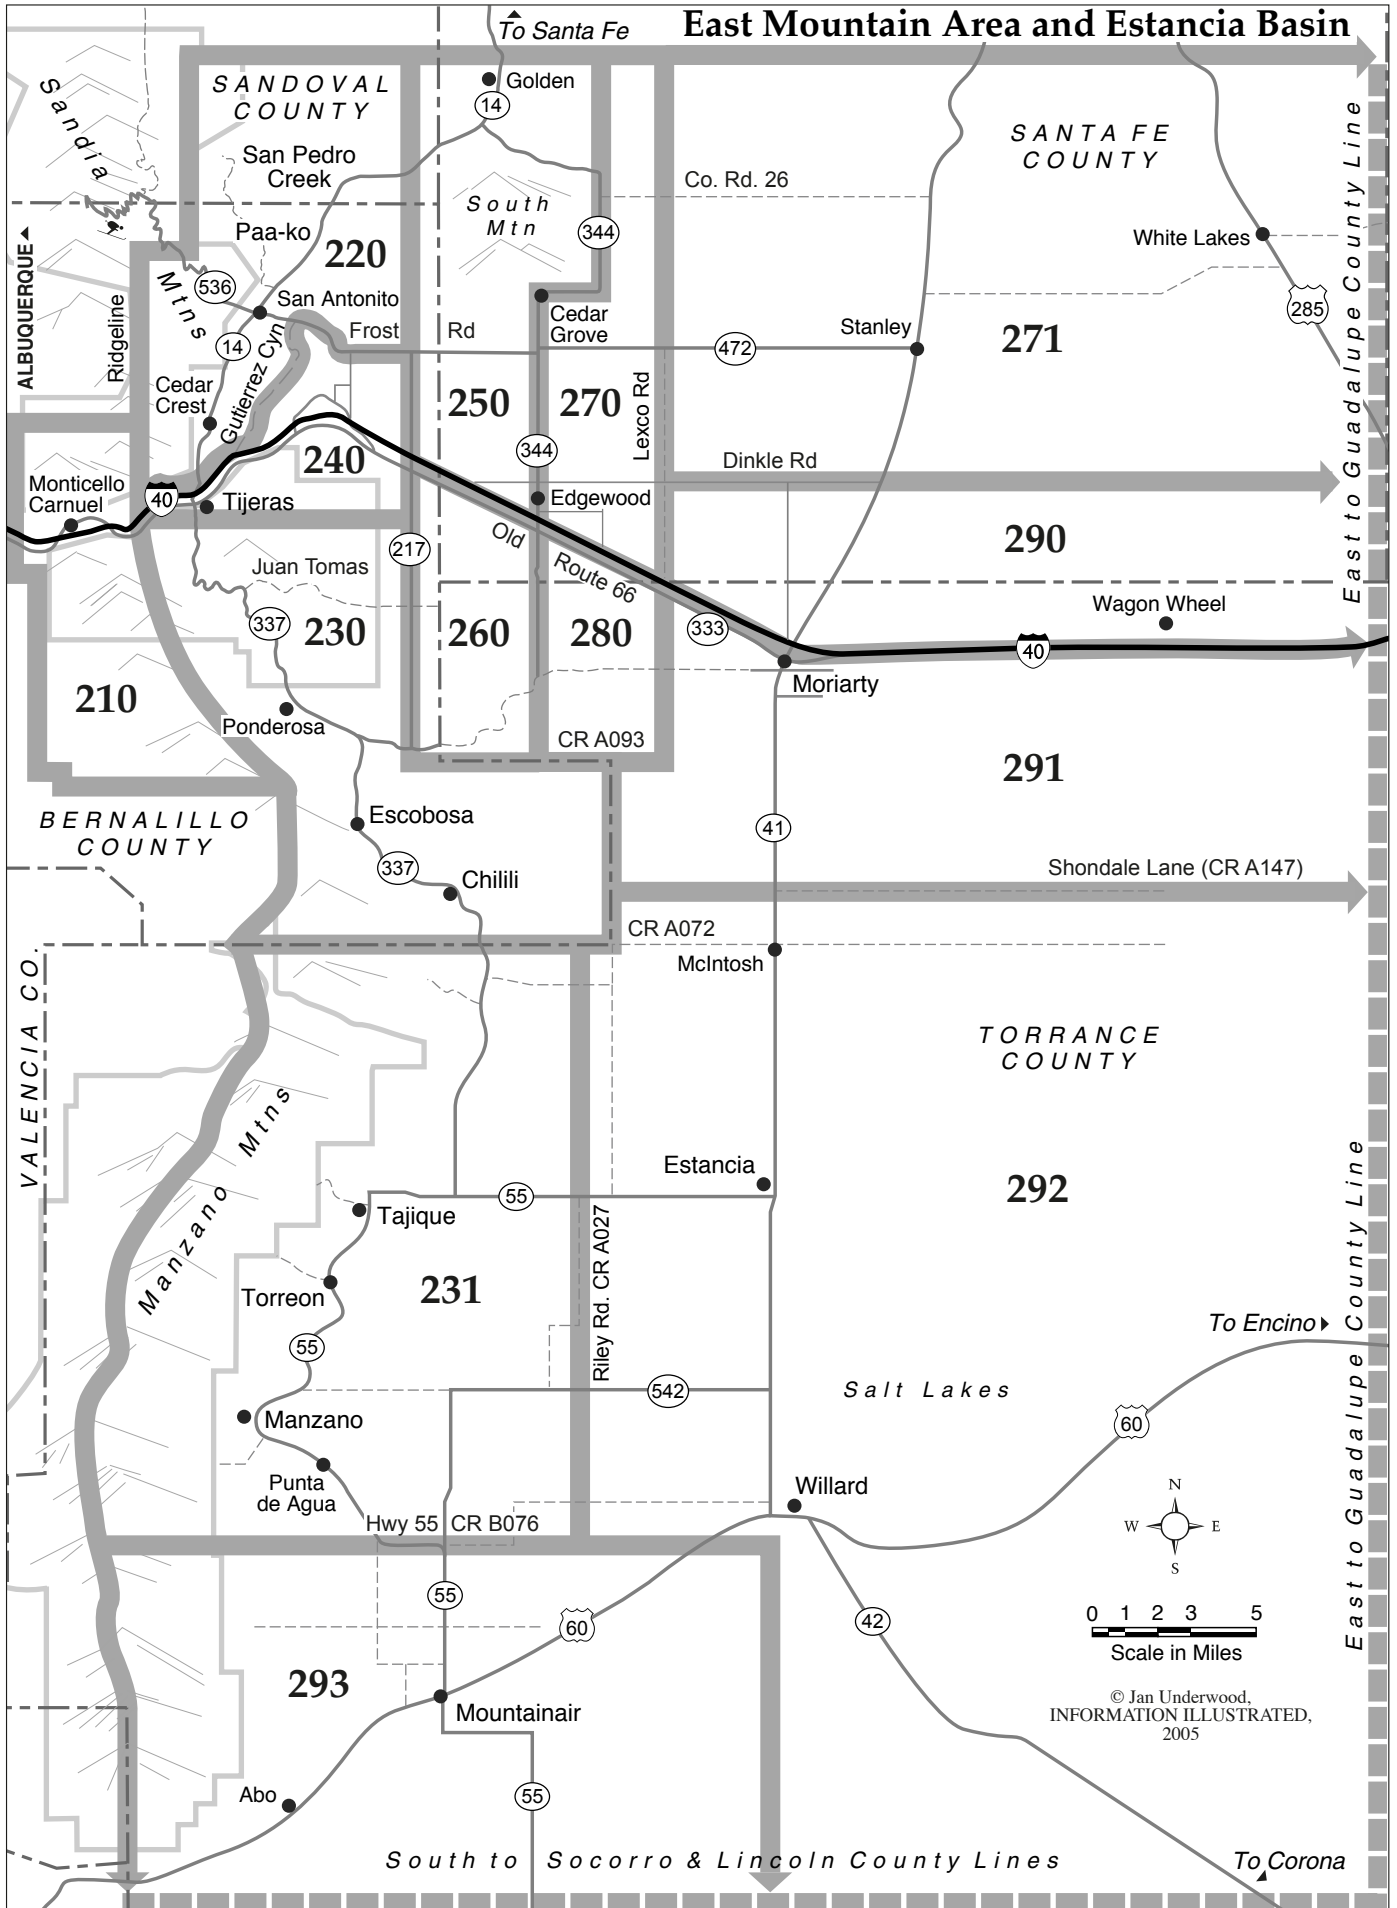 East Mountain Area and Estancia Basin
To Santa Fe
Golden
14
SANDOVAL
COUNTY
Sandia
Mtns
San Pedro
Creek
SANTA FE
COUNTY
Co. Rd. 26
South
Mtn
344
Paa-ko
220
White Lakes
285
East to Guadalupe County Line
ALBUQUERQUE
Ridgeline
536
San Antonito
14
Gutierrez Cyn
Frost
Rd
Cedar
Grove
472
Stanley
271
Cedar
Crest
250
270
Lexco Rd
344
240
Dinkle Rd
Monticello
Carnuel
40
Tijeras
Edgewood
Old
Route 66
217
290
Juan Tomas
337
230
260
280
333
Wagon Wheel
40
Moriarty
210
Ponderosa
CR A093
291
BERNALILLO
COUNTY
Escobosa
41
337
Chilili
Shondale Lane (CR A147)
CR A072
McIntosh
VALENCIA CO.
TORRANCE
COUNTY
Manzano Mtns
Estancia
292
55
Tajique
Riley Rd. CR A027
231
Torreon
55
To Encino
542
Salt Lakes
60
Manzano
Punta
de Agua
Willard
East to Guadalupe County Line
Hwy 55
CR B076
N
W
E
S
55
60
42
0 1 2 3 5
Scale in Miles
293
Mountainair
© Jan Underwood,
INFORMATION ILLUSTRATED,
2005
Abo
55
South to Socorro & Lincoln County Lines
To Corona